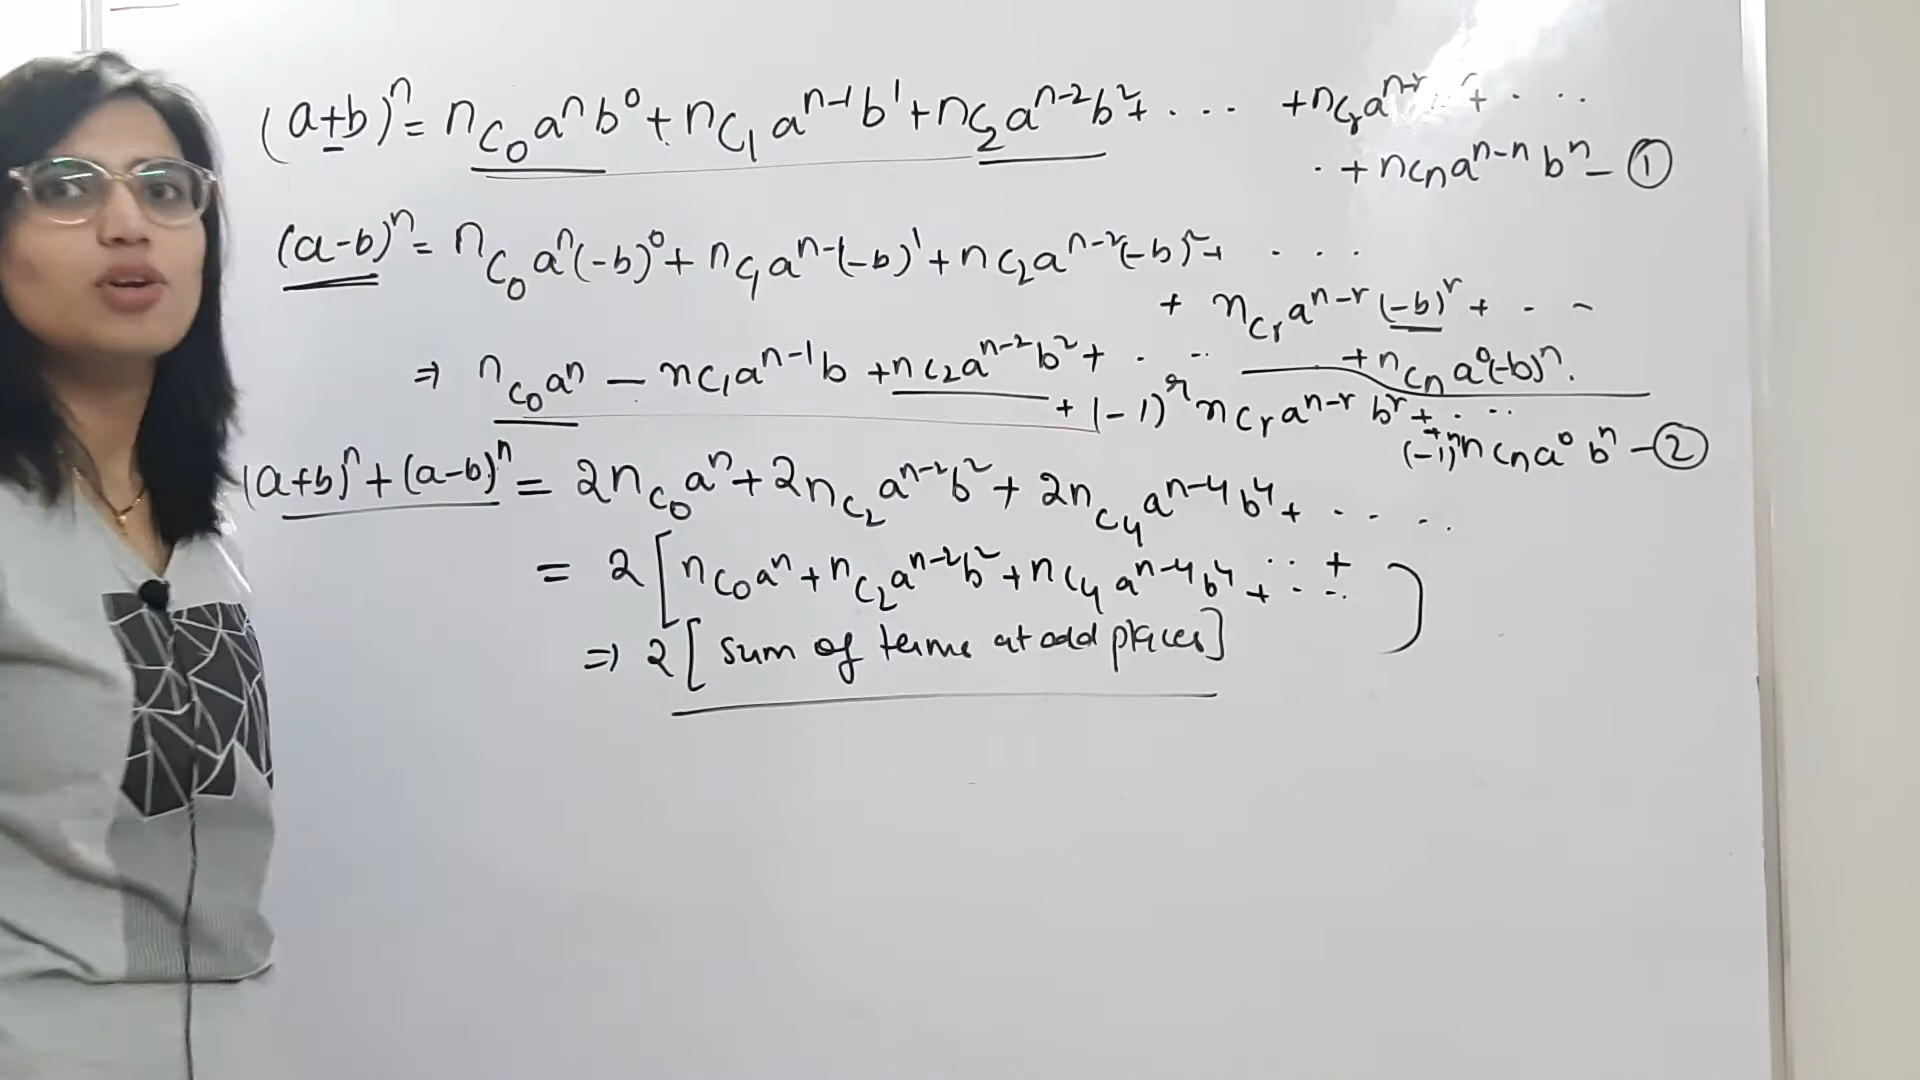 (a+b)^n = nC0 a^n b^0 + nC1 a^{n-1} b^1 + nC2 a^{n-2} b^2 + . ... + nCr a^{n-r} + . ..
. + nCn a^{n-n} b^n - ①
(a-b)^n = nC0 a^n (-b)^0 + nC1 a^{n-1} (-b)^1 + nC2 a^{n-2} (-b)^2 + . . .
+ nCr a^{n-r} (-b)^r + . .
+ nCn a^0 (-b)^n.
⇒ nC0 a^n - nC1 a^{n-1} b + nC2 a^{n-2} b^2 + . ..
+ (-1)^r nCr a^{n-r} b^r + . ..
+ (-1)^n nCn a^0 b^n - ②
(a+b)^n + (a-b)^n = 2nC0 a^n + 2nC2 a^{n-2} b^2 + 2nC4 a^{n-4} b^4 + . . . .
= 2 [ nC0 a^n + nC2 a^{n-2} b^2 + nC4 a^{n-4} b^4 + . . . + ]
⇒ 2 [ sum of terms at odd places ]